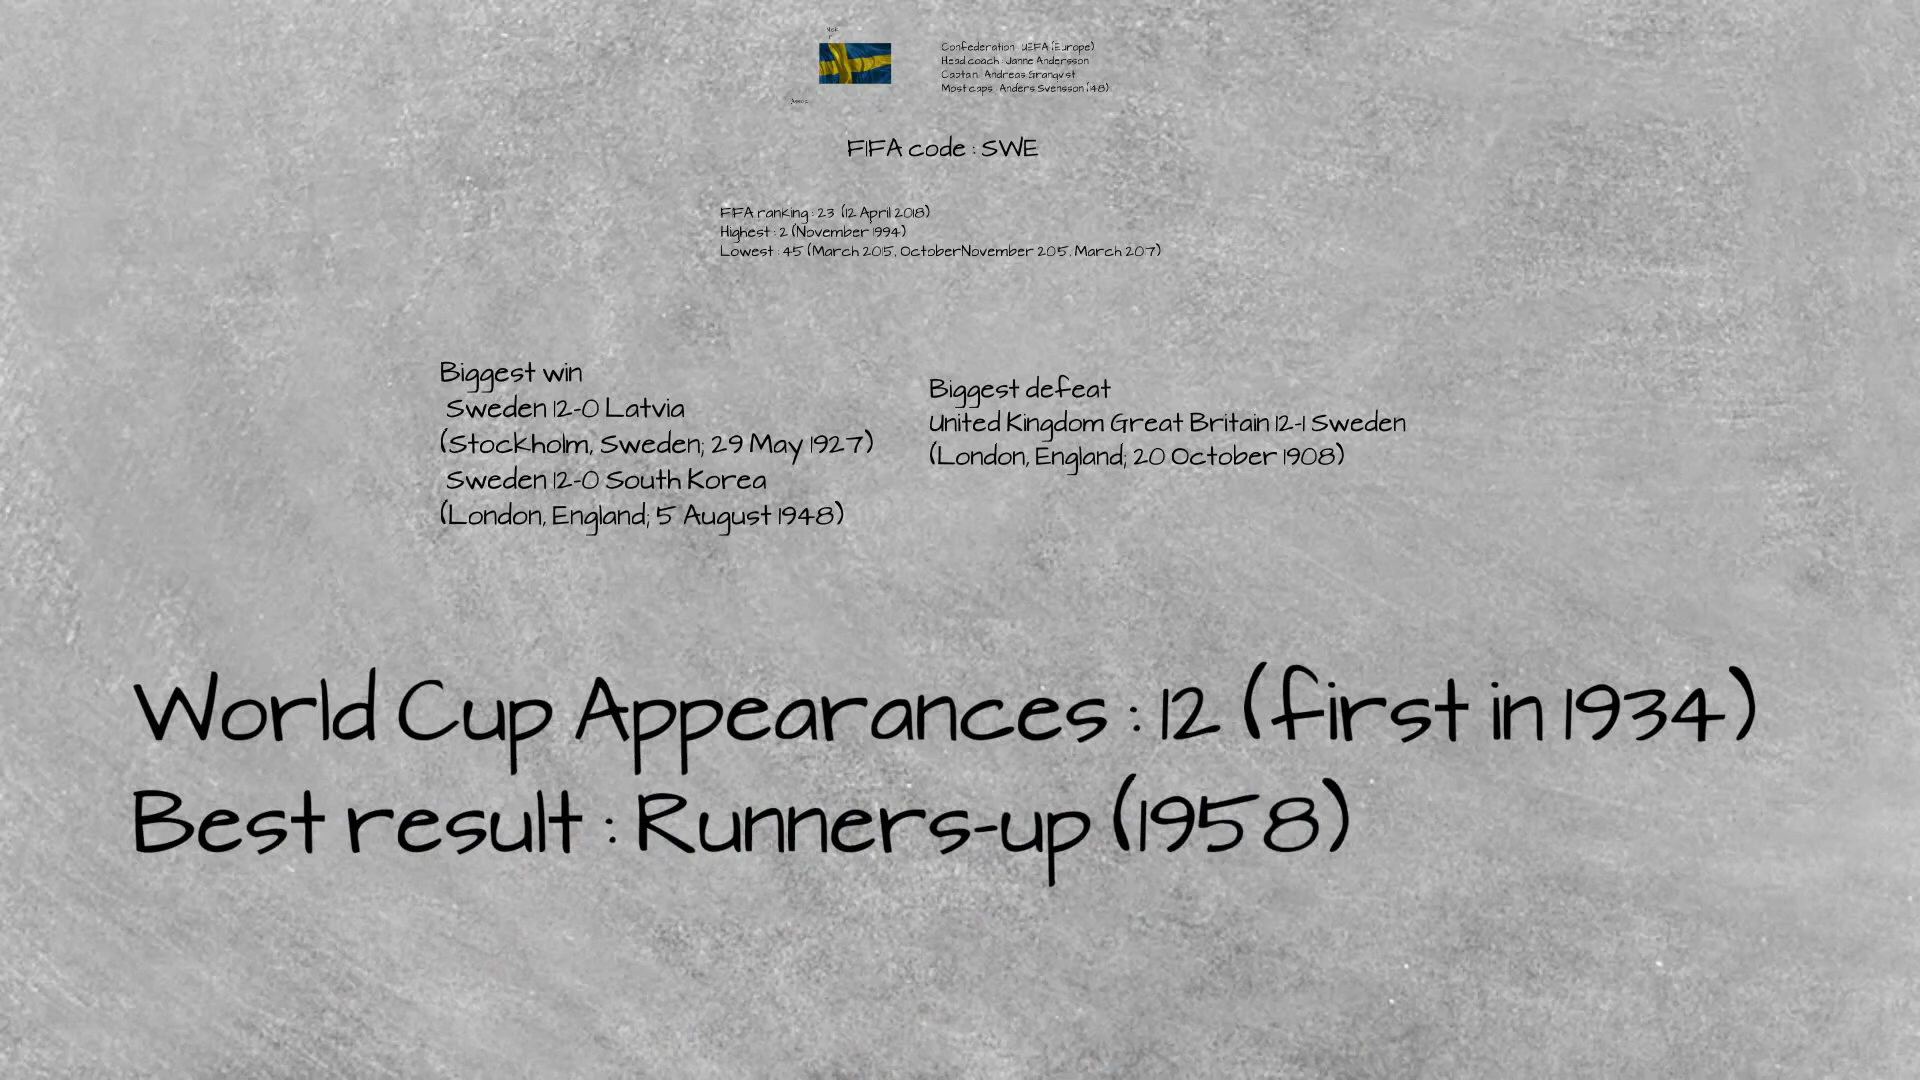 Confederation : UEFA (Europe)
Head coach : Janne Andersson
Captain : Andreas Granqvist
Most caps : Anders Svensson (148)
FIFA code : SWE
FIFA ranking : 23 (12 April 2018)
Highest : 2 (November 1994)
Lowest : 45 (March 2015, OctoberNovember 2015, March 2017)
Biggest win
Sweden 12-0 Latvia
(Stockholm, Sweden; 29 May 1927)
Sweden 12-0 South Korea
(London, England; 5 August 1948)
Biggest defeat
United Kingdom Great Britain 12-1 Sweden
(London, England; 20 October 1908)
World Cup Appearances : 12 (first in 1934)
Best result : Runners-up (1958)